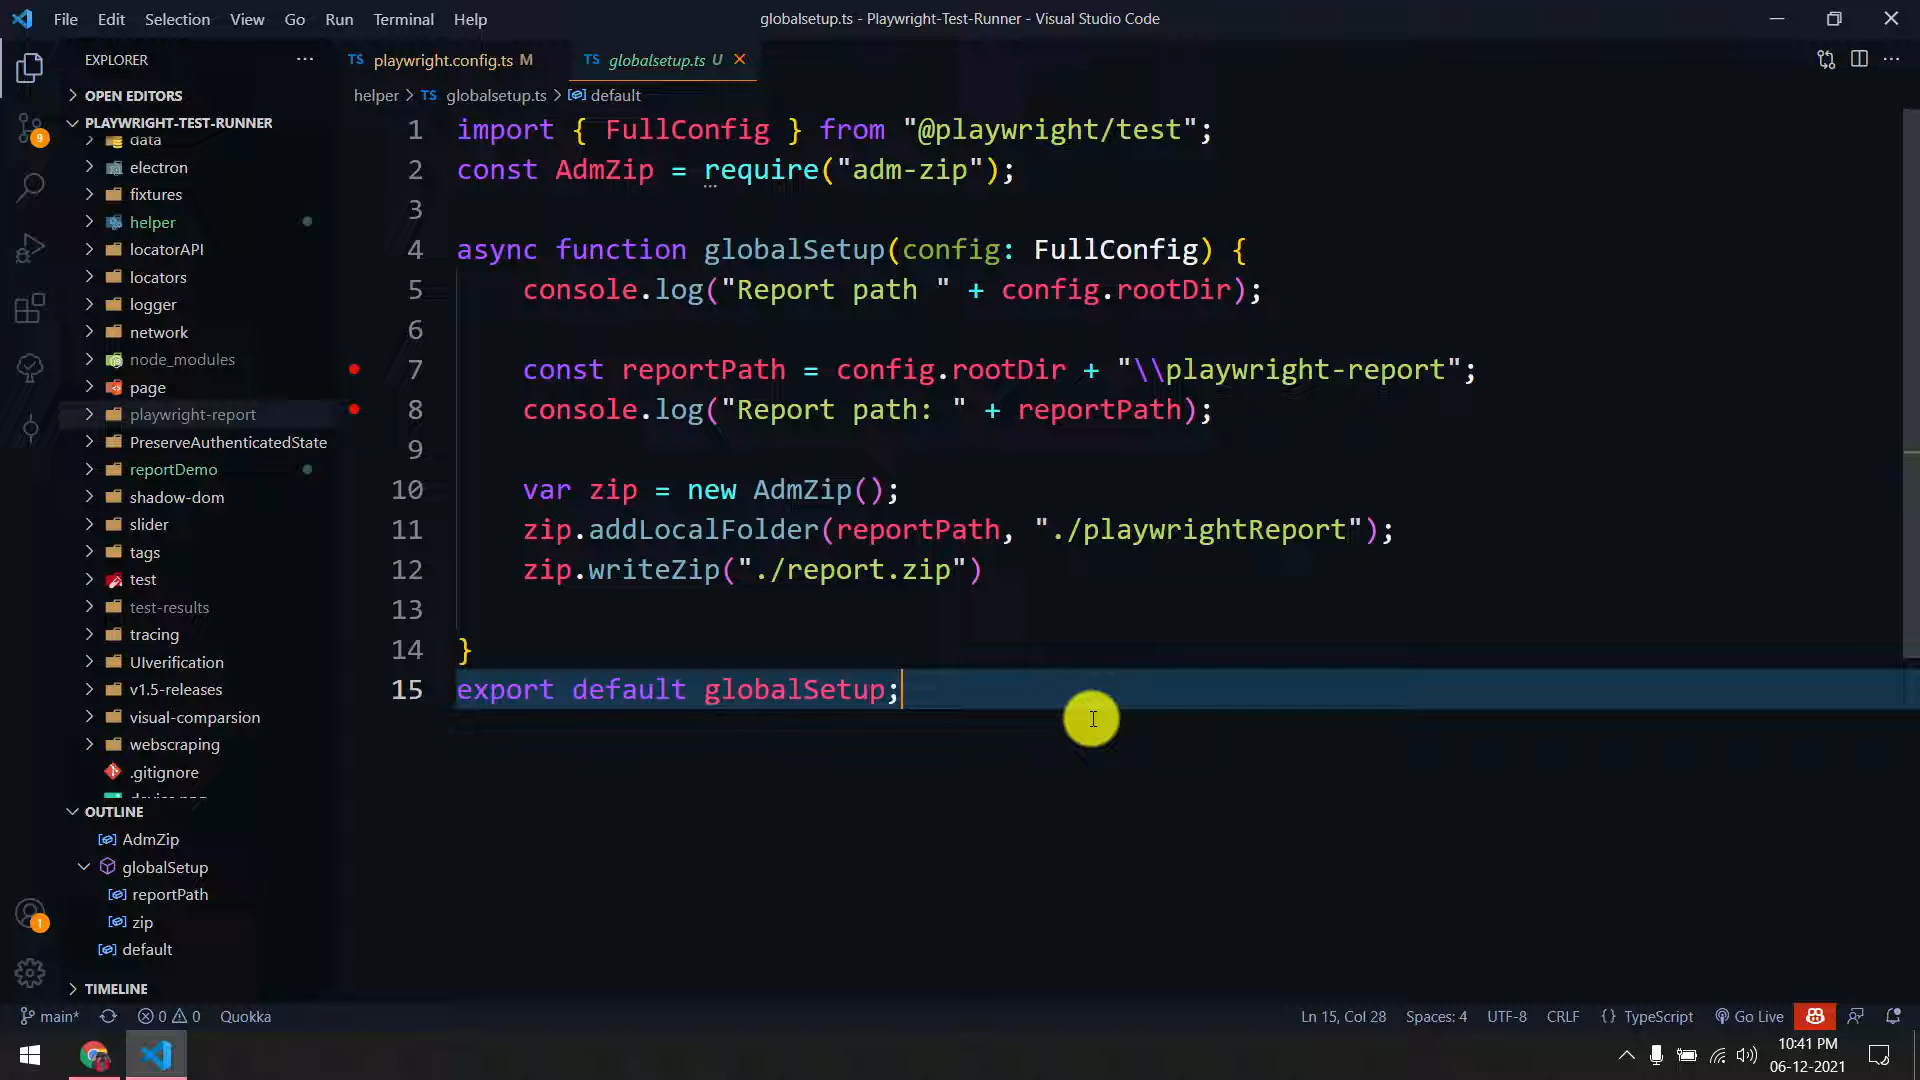 File Edit Selection View Go Run Terminal Help
globalsetup.ts - Playwright-Test-Runner - Visual Studio Code
EXPLORER
TS playwright.config.ts M
TS globalsetup.ts U
OPEN EDITORS
helper > TS globalsetup.ts > default
PLAYWRIGHT-TEST-RUNNER
data
electron
fixtures
helper
locatorAPI
locators
logger
network
node_modules
page
playwright-report
PreserveAuthenticatedState
reportDemo
shadow-dom
slider
tags
test
test-results
tracing
UIverification
v1.5-releases
visual-comparsion
webscraping
.gitignore
OUTLINE
AdmZip
globalSetup
reportPath
zip
default
TIMELINE
1 import { FullConfig } from "@playwright/test";
2 const AdmZip = require("adm-zip");
3
4 async function globalSetup(config: FullConfig) {
5 console.log("Report path " + config.rootDir);
6
7 const reportPath = config.rootDir + "\\playwright-report";
8 console.log("Report path: " + reportPath);
9
10 var zip = new AdmZip();
11 zip.addLocalFolder(reportPath, "./playwrightReport");
12 zip.writeZip("./report.zip")
13
14 }
15 export default globalSetup;
9
1
main* 0 0 Quokka
Ln 15, Col 28 Spaces: 4 UTF-8 CRLF {} TypeScript Go Live
10:41 PM
06-12-2021